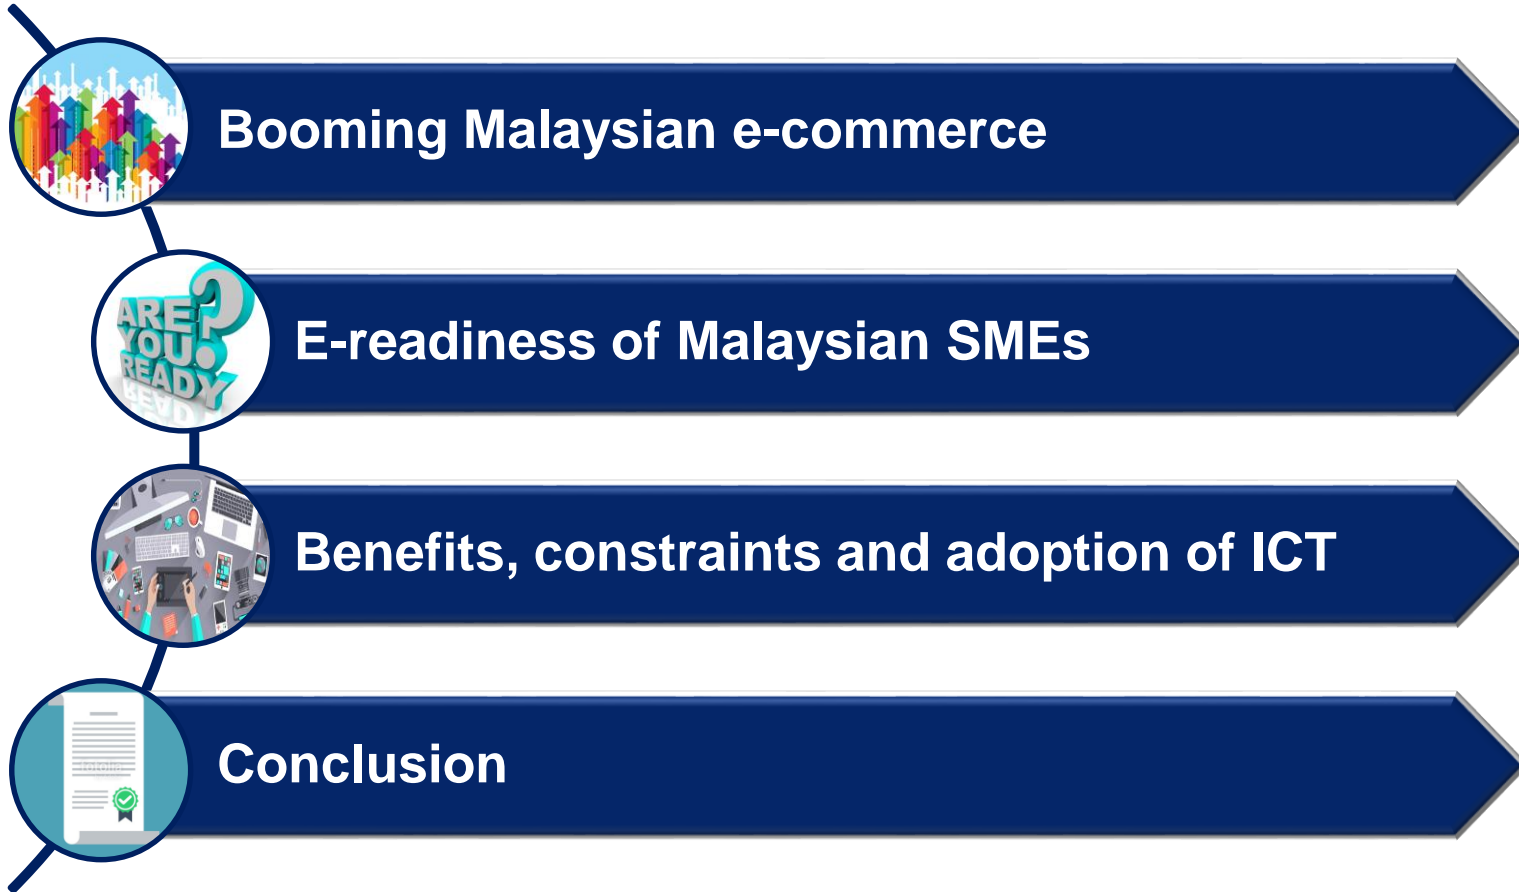 Booming Malaysian e-commerce
ARE
YOU
READY
?
E-readiness of Malaysian SMEs
Benefits, constraints and adoption of ICT
Conclusion